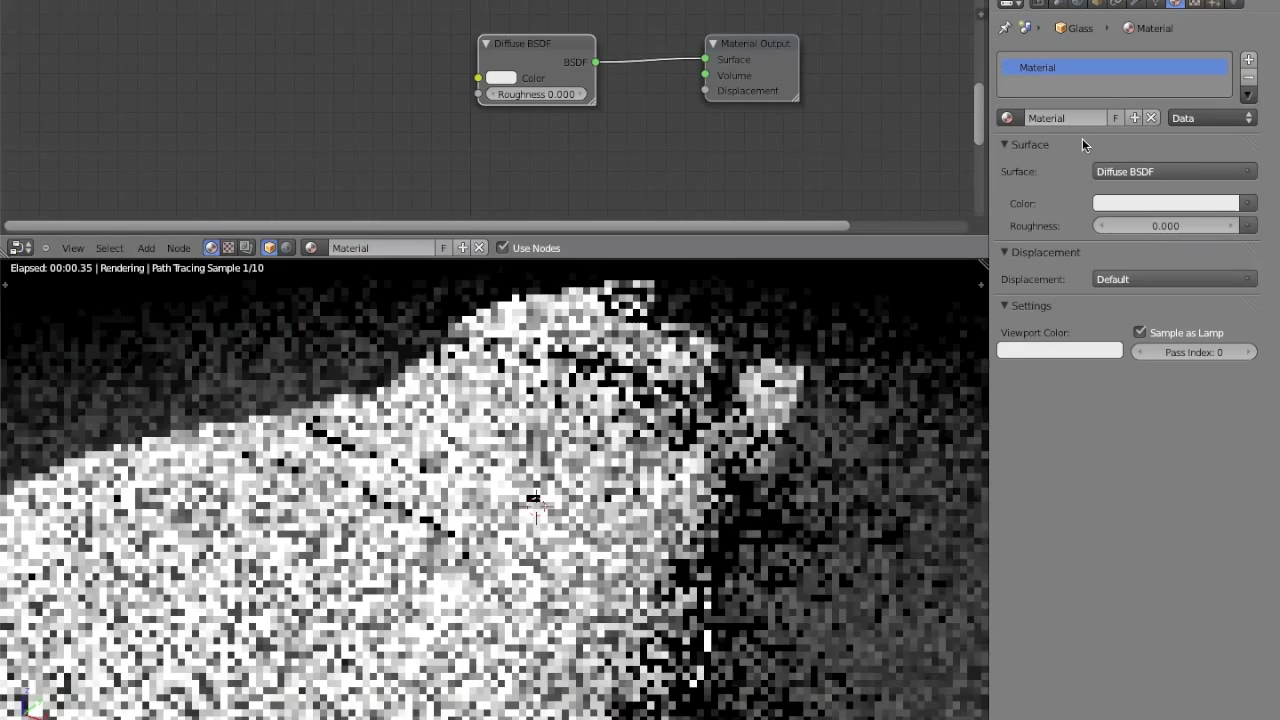 Diffuse BSDF
BSDF
Color
Roughness 0.000
Material Output
Surface
Volume
Displacement
View Select Add Node Material F Use Nodes
Elapsed: 00:00.35 | Rendering | Path Tracing Sample 1/10
Glass Material
Material
Material F Data
Surface
Surface: Diffuse BSDF
Color:
Roughness: 0.000
Displacement
Displacement: Default
Settings
Viewport Color: Sample as Lamp
Pass Index: 0